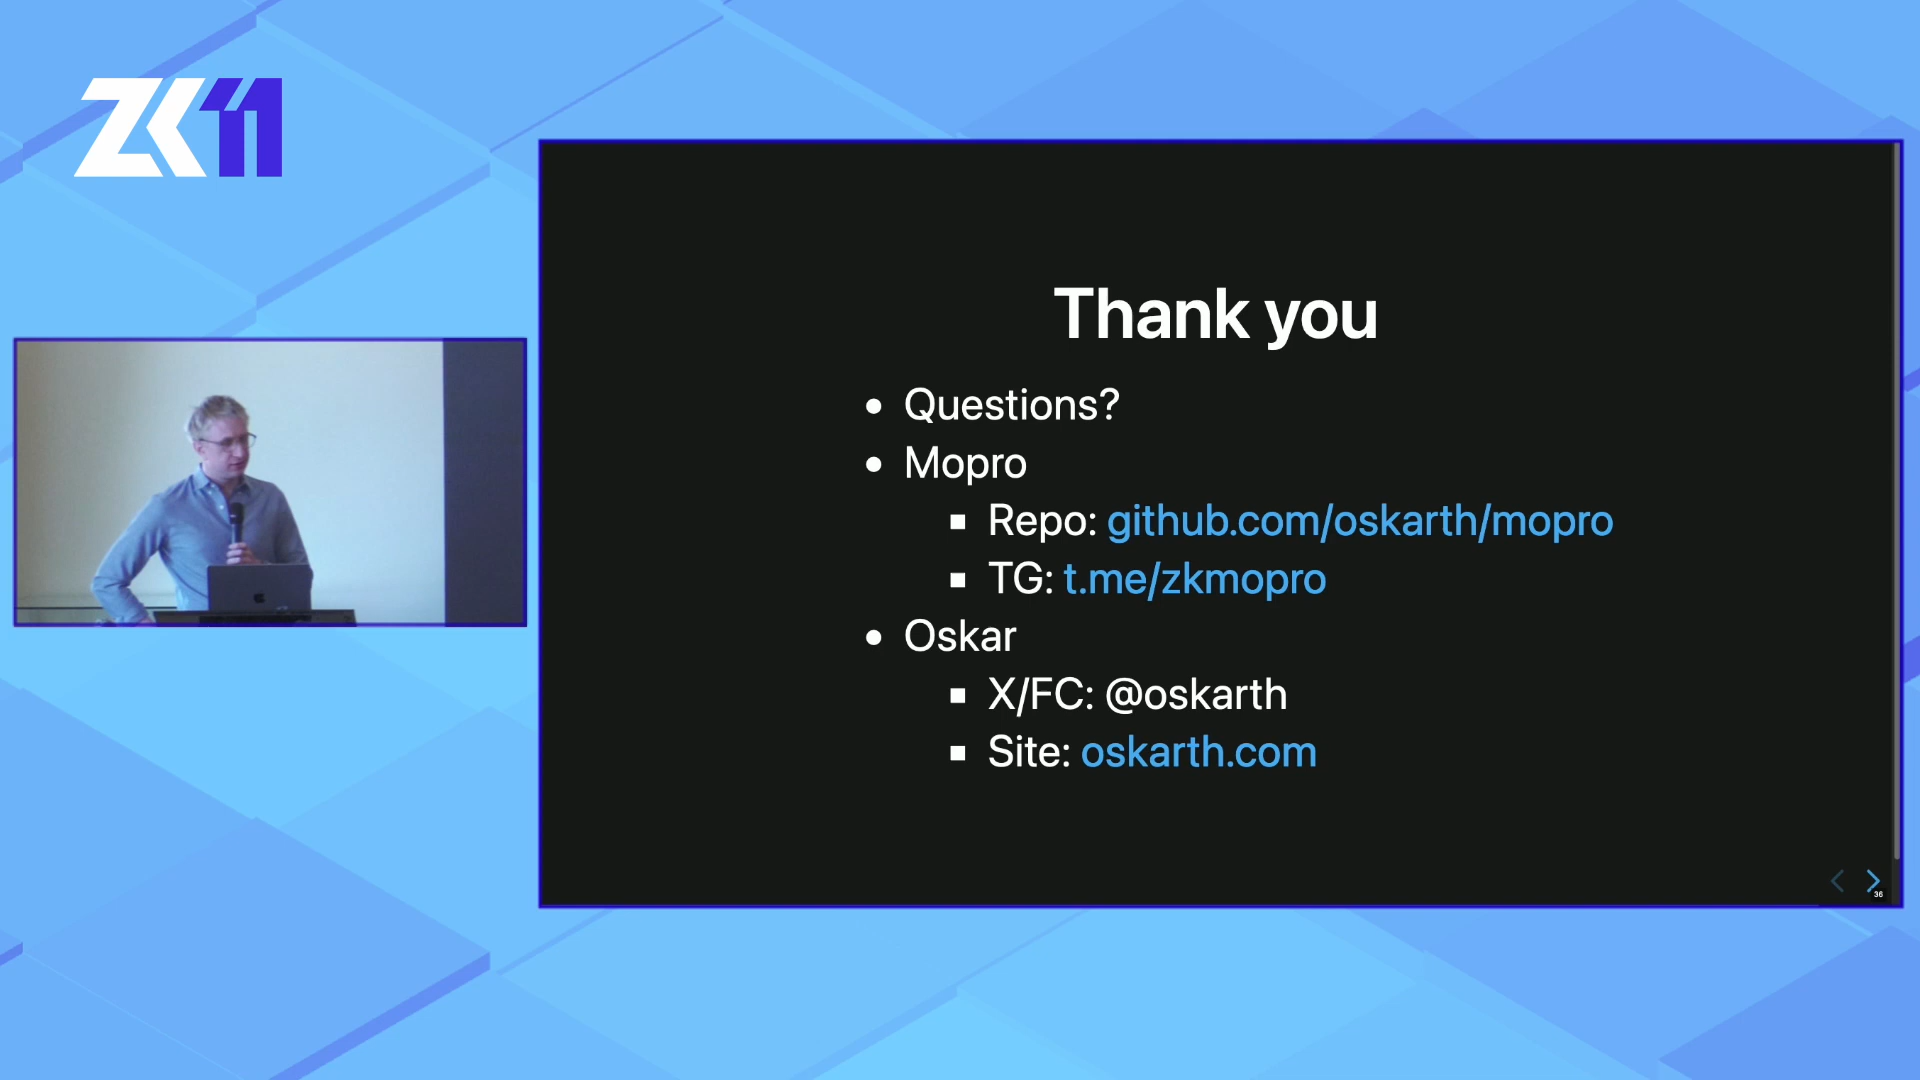 ZK11
Thank you
Questions?
Mopro
Repo: github.com/oskarth/mopro
TG: t.me/zkmopro
Oskar
X/FC: @oskarth
Site: oskarth.com
36